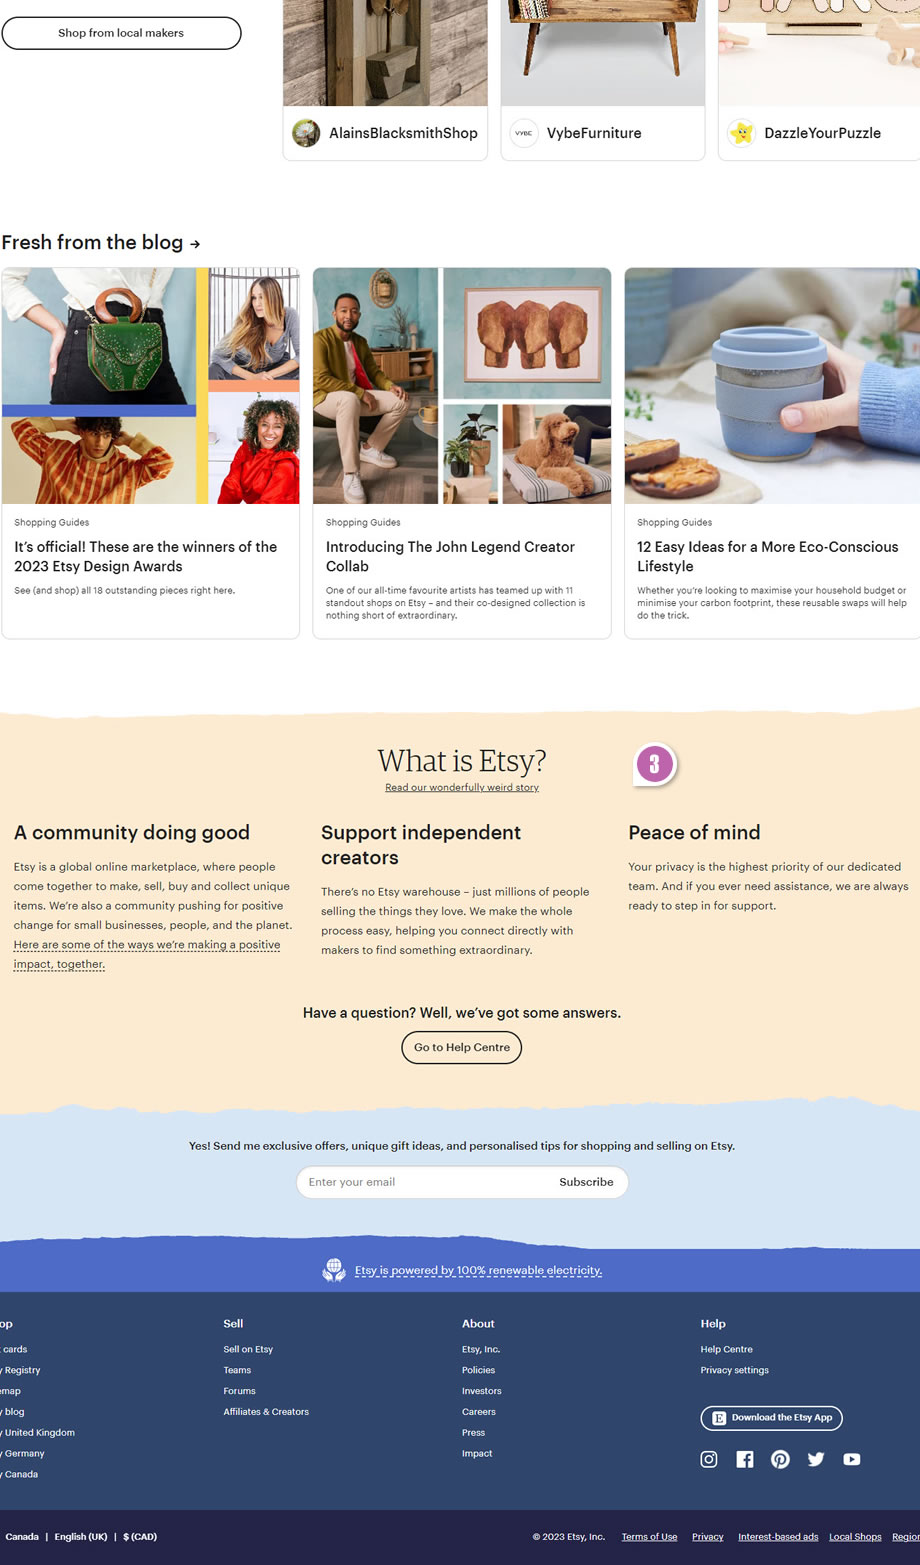 Shop from local makers
AlainsBlacksmithShop
VYBE
VybeFurniture
DazzleYourPuzzle
Fresh from the blog →
Shopping Guides
It's official! These are the winners of the
2023 Etsy Design Awards
See (and shop) all 18 outstanding pieces right here.
Shopping Guides
Introducing The John Legend Creator
Collab
One of our all-time favourite artists has teamed up with 11
standout shops on Etsy – and their co-designed collection is
nothing short of extraordinary.
Shopping Guides
12 Easy Ideas for a More Eco-Conscious
Lifestyle
Whether you're looking to maximise your household budget or
minimise your carbon footprint, these reusable swaps will help
do the trick.
What is Etsy?
3
Read our wonderfully weird story
A community doing good
Etsy is a global online marketplace, where people
come together to make, sell, buy and collect unique
items. We're also a community pushing for positive
change for small businesses, people, and the planet.
Here are some of the ways we're making a positive
impact, together.
Support independent
creators
There's no Etsy warehouse – just millions of people
selling the things they love. We make the whole
process easy, helping you connect directly with
makers to find something extraordinary.
Peace of mind
Your privacy is the highest priority of our dedicated
team. And if you ever need assistance, we are always
ready to step in for support.
Have a question? Well, we've got some answers.
Go to Help Centre
Yes! Send me exclusive offers, unique gift ideas, and personalised tips for shopping and selling on Etsy.
Enter your email
Subscribe
Etsy is powered by 100% renewable electricity.
op
cards
y Registry
emap
y blog
y United Kingdom
y Germany
y Canada
Sell
Sell on Etsy
Teams
Forums
Affiliates & Creators
About
Etsy, Inc.
Policies
Investors
Careers
Press
Impact
Help
Help Centre
Privacy settings
E Download the Etsy App
Canada | English (UK) | $ (CAD)
© 2023 Etsy, Inc. Terms of Use Privacy Interest-based ads Local Shops Region